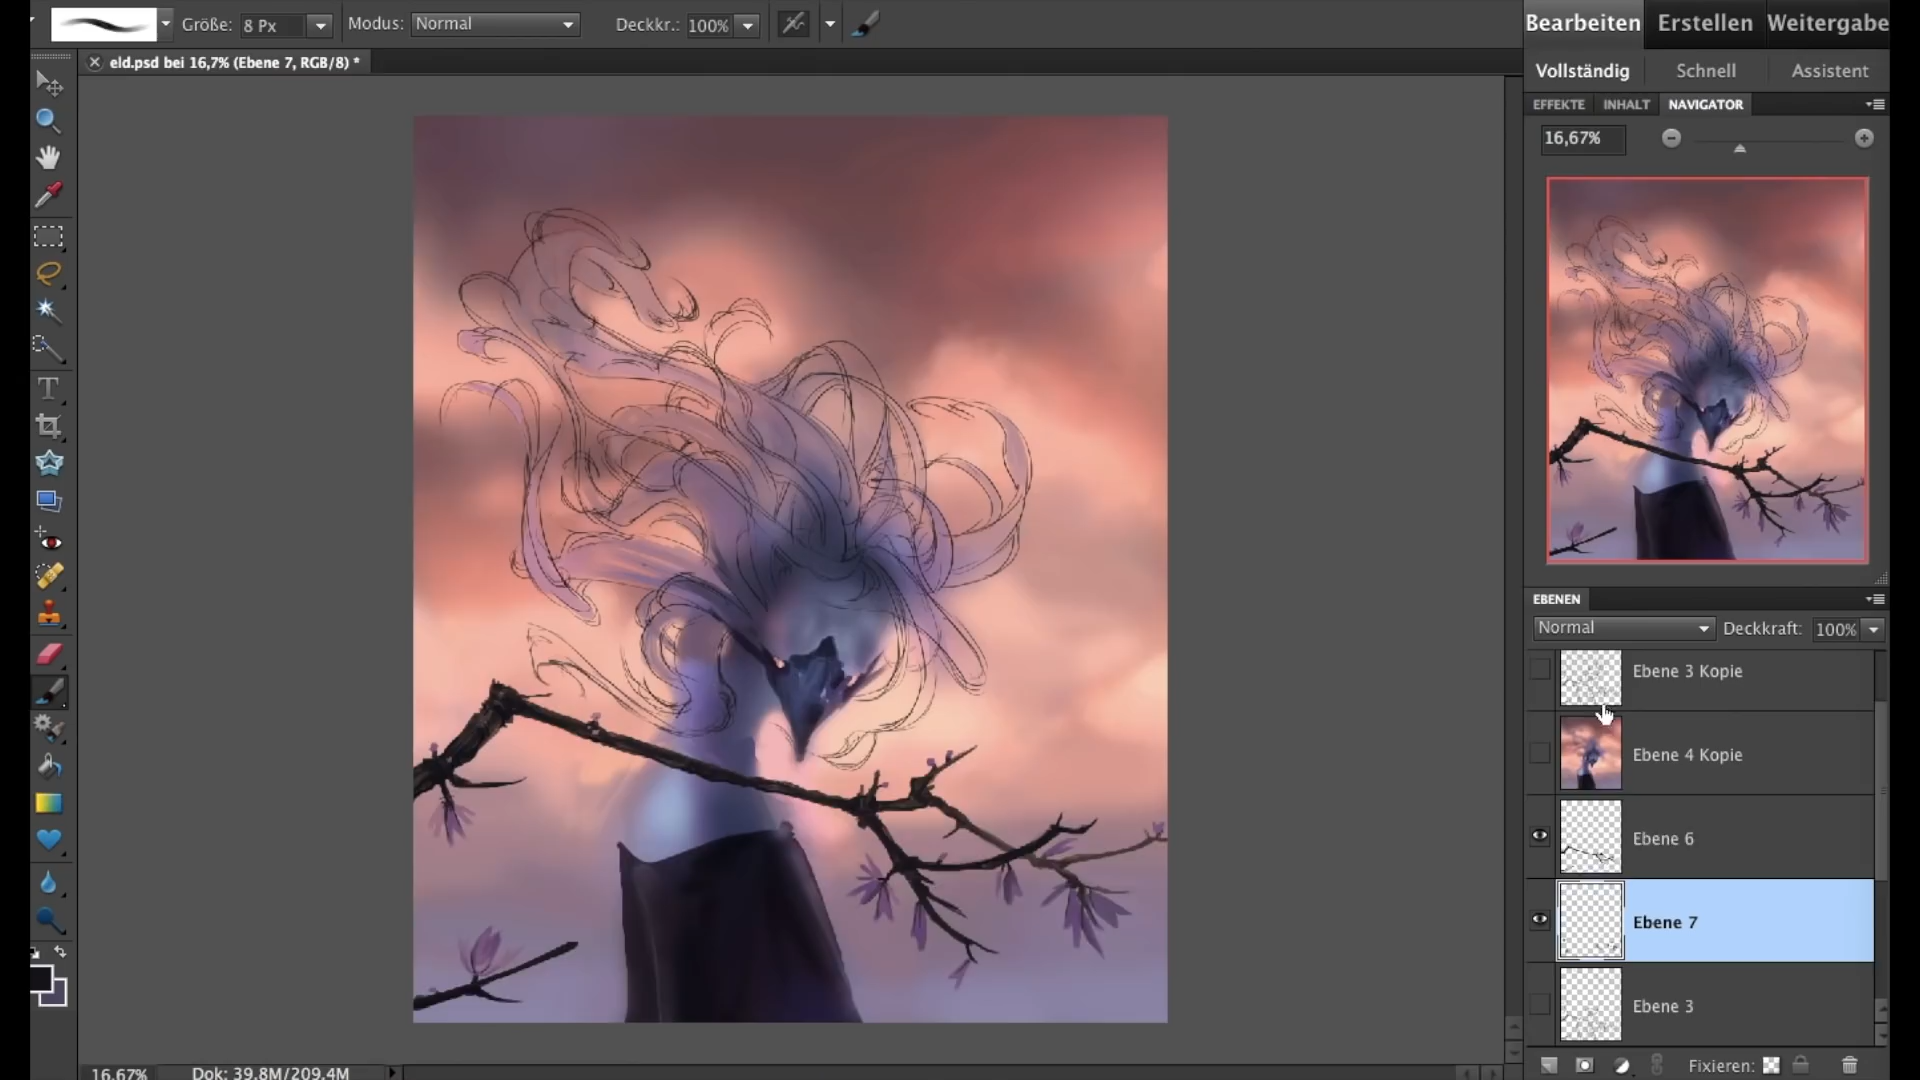 Größe: 8 Px Modus: Normal Deckkr.: 100%
Bearbeiten Erstellen Weitergabe
eld.psd bei 16,7% (Ebene 7, RGB/8) *
Vollständig Schnell Assistent
EFFEKTE INHALT NAVIGATOR
16,67%
EBENEN
Normal Deckkraft: 100%
Ebene 3 Kopie
Ebene 4 Kopie
Ebene 6
Ebene 7
Ebene 3
Fixieren:
16,67% Dok: 39,8M/209,4M